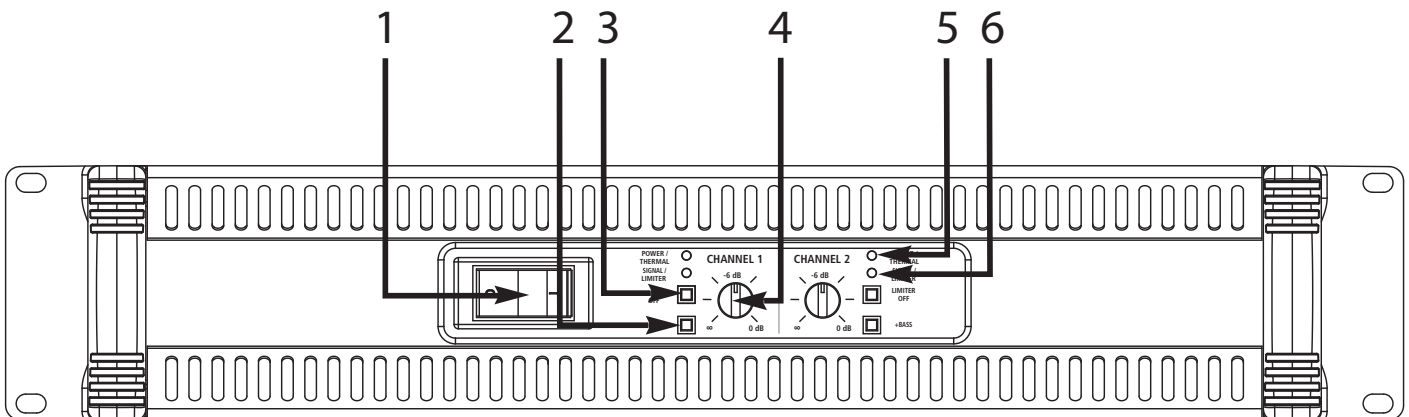 1 2 3 4 5 6
POWER /
THERMAL
SIGNAL /
LIMITER
CHANNEL 1
-6 dB
∞ 0 dB
CHANNEL 2
-6 dB
∞ 0 dB
THERMAL
LIMITER
OFF
+BASS